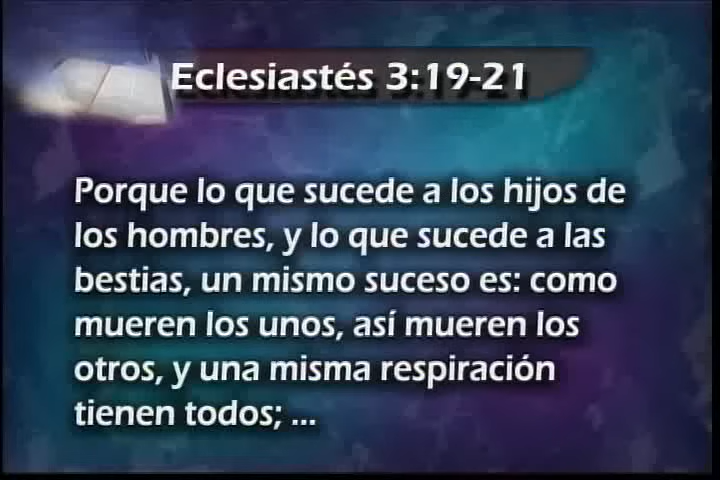 Eclesiastés 3:19-21
Porque lo que sucede a los hijos de
los hombres, y lo que sucede a las
bestias, un mismo suceso es: como
mueren los unos, así mueren los
otros, y una misma respiración
tienen todos; ...